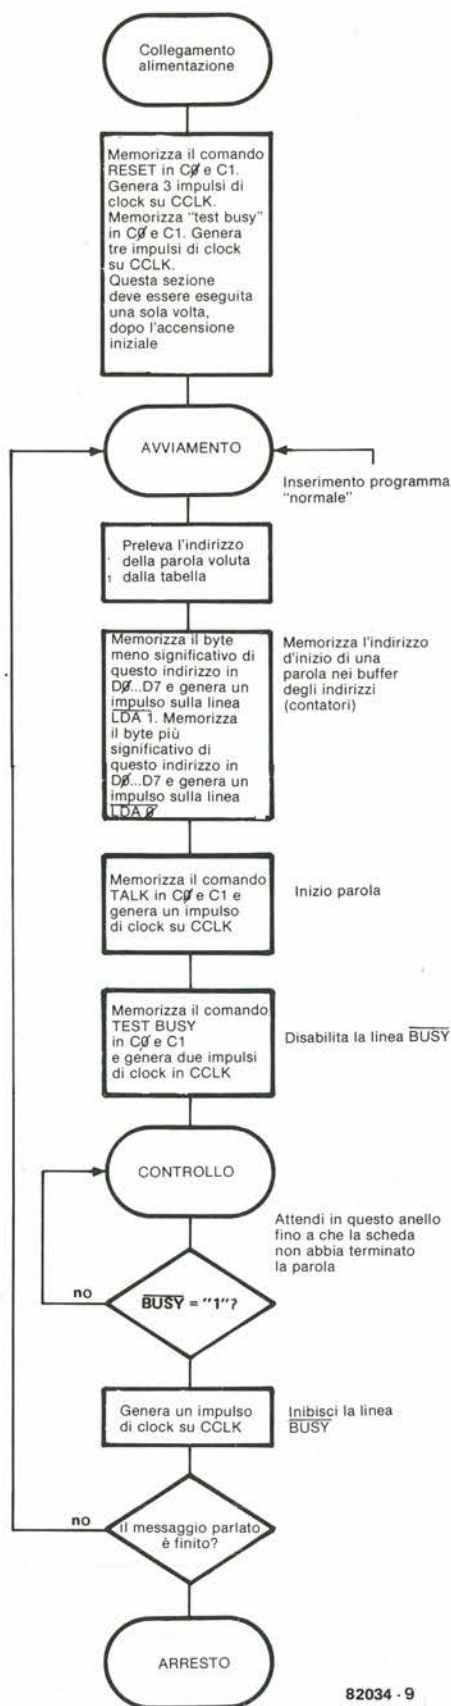 Collegamento
alimentazione
Memorizza il comando
RESET in C0̸ e C1.
Genera 3 impulsi di
clock su CCLK.
Memorizza "test busy"
in C0̸ e C1. Genera
tre impulsi di clock
su CCLK.
Questa sezione
deve essere eseguita
una sola volta,
dopo l'accensione
iniziale
AVVIAMENTO
Inserimento programma
"normale"
Preleva l'indirizzo
della parola voluta
dalla tabella
Memorizza il byte
meno significativo di
questo indirizzo in
D0̸...D7 e genera un
impulso sulla linea
LDA 1. Memorizza
il byte più
significativo di
questo indirizzo in
D0̸...D7 e genera un
impulso sulla linea
LDA 0̸
Memorizza l'indirizzo
d'inizio di una
parola nei buffer
degli indirizzi
(contatori)
Memorizza il comando
TALK in C0̸ e C1 e
genera un impulso
di clock su CCLK
Inizio parola
Memorizza il comando
TEST BUSY
in C0̸ e C1
e genera due impulsi
di clock in CCLK
Disabilita la linea BUSY
CONTROLLO
Attendi in questo anello
fino a che la scheda
non abbia terminato
la parola
no
BUSY = "1"?
Genera un impulso
di clock su CCLK
Inibisci la linea
BUSY
no
Il messaggio parlato
è finito?
ARRESTO
82034 - 9